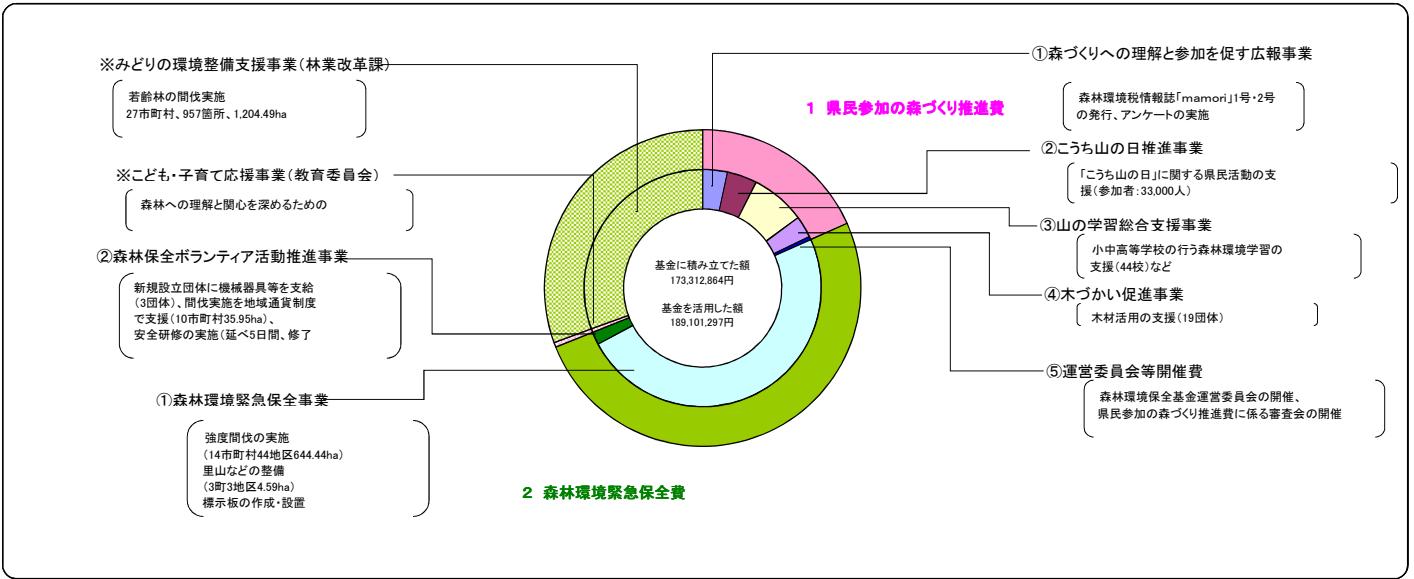 ※みどりの環境整備支援事業(林業改革課)
若齢林の間伐実施
27市町村、957箇所、1,204.49ha
※こども・子育て応援事業(教育委員会)
森林への理解と関心を深めるための
②森林保全ボランティア活動推進事業
新規設立団体に機械器具等を支給
(3団体)、間伐実施を地域通貨制度
で支援(10市町村35.95ha)、
安全研修の実施(延べ5日間、修了
①森林環境緊急保全事業
強度間伐の実施
(14市町村44地区644.44ha)
里山などの整備
(3町3地区4.59ha)
標示板の作成・設置
2 森林環境緊急保全費
基金に積み立てた額
173,312,864円
基金を活用した額
189,101,297円
1 県民参加の森づくり推進費
①森づくりへの理解と参加を促す広報事業
森林環境税情報誌「mamori」1号・2号
の発行、アンケートの実施
②こうち山の日推進事業
「こうち山の日」に関する県民活動の支
援(参加者:33,000人)
③山の学習総合支援事業
小中高等学校の行う森林環境学習の
支援(44校)など
④木づかい促進事業
木材活用の支援(19団体)
⑤運営委員会等開催費
森林環境保全基金運営委員会の開催、
県民参加の森づくり推進費に係る審査会の開催